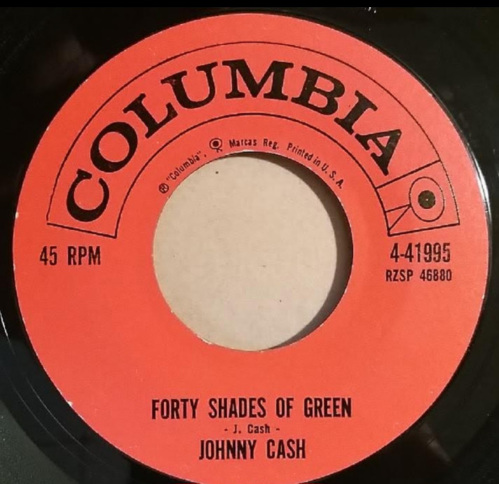 COLUMBIA
Ⓟ "Columbia", Marcas Reg. Printed in U.S.A.
45 RPM
4-41995
RZSP 46880
FORTY SHADES OF GREEN
- J. Cash -
JOHNNY CASH